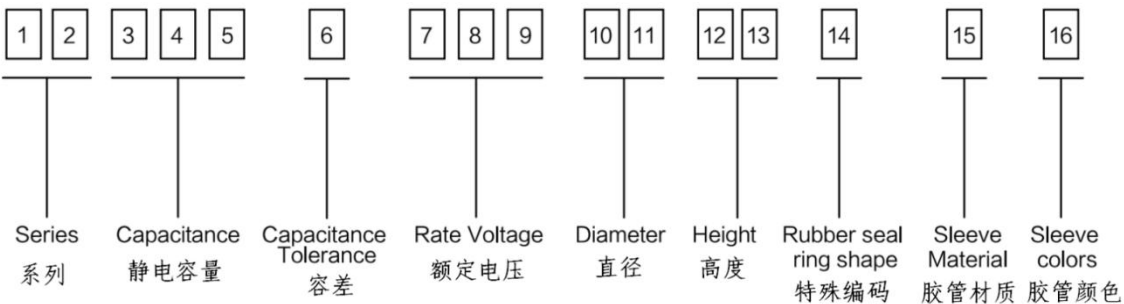 1 2 3 4 5 6 7 8 9 10 11 12 13 14 15 16
Series
系列
Capacitance
静电容量
Capacitance
Tolerance
容差
Rate Voltage
额定电压
Diameter
直径
Height
高度
Rubber seal
ring shape
特殊编码
Sleeve
Material
胶管材质
Sleeve
colors
胶管颜色